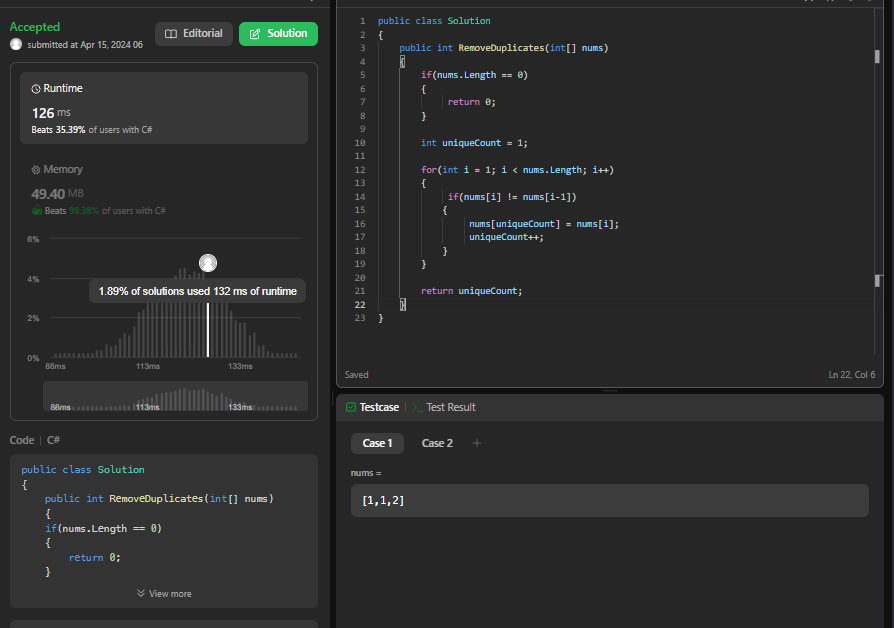 Accepted
submitted at Apr 15, 2024 06
Editorial
Solution
Runtime
126 ms
Beats 35.39% of users with C#
Memory
49.40 MB
Beats 98.38% of users with C#
6%
4%
1.89% of solutions used 132 ms of runtime
2%
0%
88ms 113ms 133ms
88ms 113ms 133ms
Code | C#
public class Solution
{
public int RemoveDuplicates(int[] nums)
{
if(nums.Length == 0)
{
return 0;
}
View more
1 public class Solution
2 {
3 public int RemoveDuplicates(int[] nums)
4 {
5 if(nums.Length == 0)
6 {
7 return 0;
8 }
9
10 int uniqueCount = 1;
11
12 for(int i = 1; i < nums.Length; i++)
13 {
14 if(nums[i] != nums[i-1])
15 {
16 nums[uniqueCount] = nums[i];
17 uniqueCount++;
18 }
19 }
20
21 return uniqueCount;
22 }
23 }
Saved
Ln 22, Col 6
Testcase | >_ Test Result
Case 1 Case 2 +
nums =
[1,1,2]